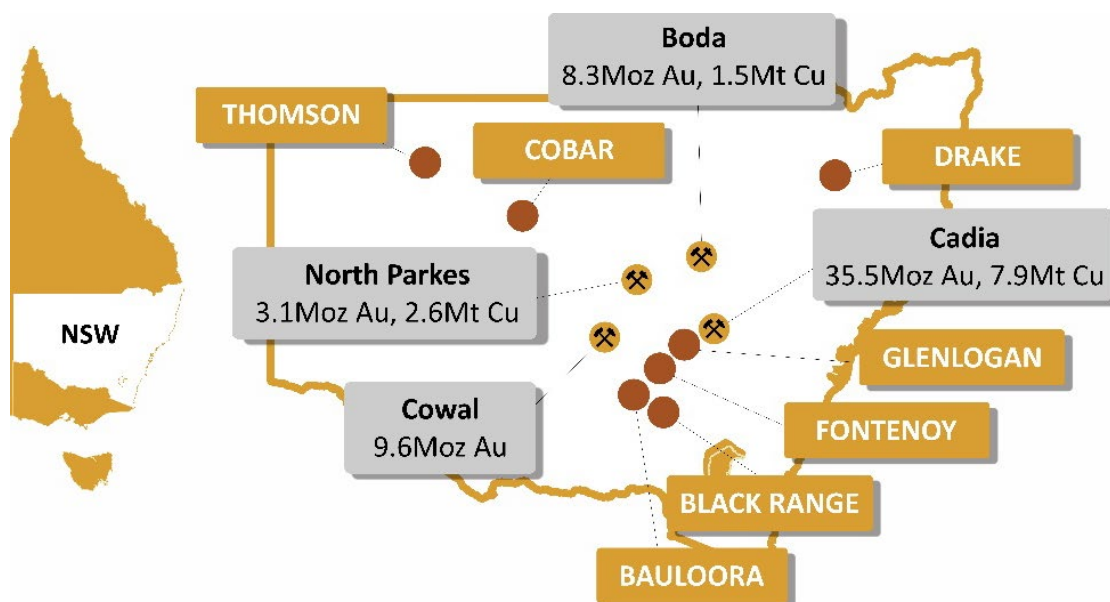 Boda
8.3Moz Au, 1.5Mt Cu
THOMSON
COBAR
DRAKE
Cadia
35.5Moz Au, 7.9Mt Cu
North Parkes
3.1Moz Au, 2.6Mt Cu
NSW
GLENLOGAN
Cowal
9.6Moz Au
FONTENOY
BLACK RANGE
BAULOORA